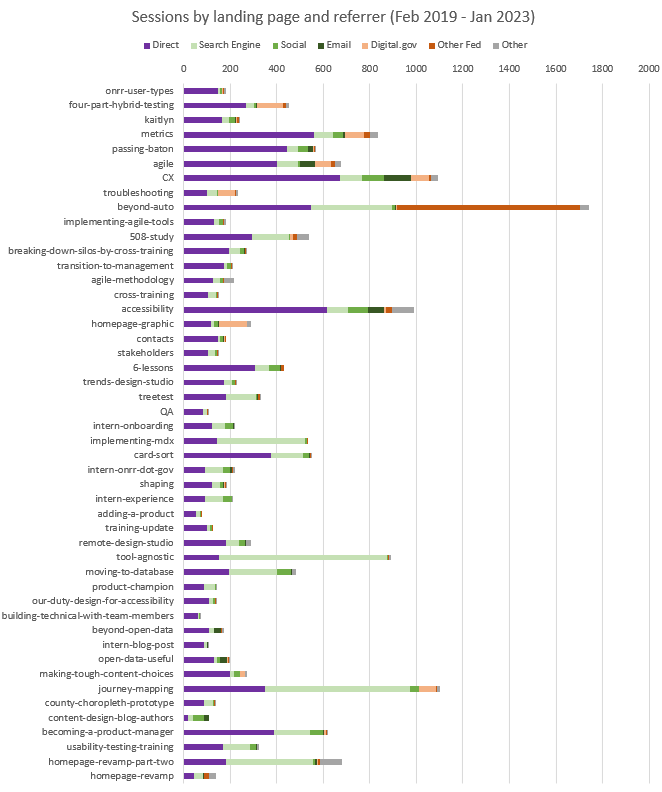 Sessions by landing page and referrer (Feb 2019 - Jan 2023)
Direct Search Engine Social Email Digital.gov Other Fed Other
0 200 400 600 800 1000 1200 1400 1600 1800 2000
onrr-user-types
four-part-hybrid-testing
kaitlyn
metrics
passing-baton
agile
CX
troubleshooting
beyond-auto
implementing-agile-tools
508-study
breaking-down-silos-by-cross-training
transition-to-management
agile-methodology
cross-training
accessibility
homepage-graphic
contacts
stakeholders
6-lessons
trends-design-studio
treetest
QA
intern-onboarding
implementing-mdx
card-sort
intern-onrr-dot-gov
shaping
intern-experience
adding-a-product
training-update
remote-design-studio
tool-agnostic
moving-to-database
product-champion
our-duty-design-for-accessibility
building-technical-with-team-members
beyond-open-data
intern-blog-post
open-data-useful
making-tough-content-choices
journey-mapping
county-choropleth-prototype
content-design-blog-authors
becoming-a-product-manager
usability-testing-training
homepage-revamp-part-two
homepage-revamp